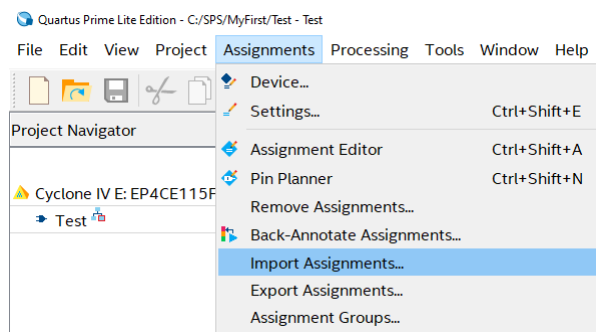 Quartus Prime Lite Edition - C:/SPS/MyFirst/Test - Test
File Edit View Project Assignments Processing Tools Window Help
Device...
Settings... Ctrl+Shift+E
Project Navigator
Assignment Editor Ctrl+Shift+A
Pin Planner Ctrl+Shift+N
Cyclone IV E: EP4CE115F
Remove Assignments...
Test
Back-Annotate Assignments...
Import Assignments...
Export Assignments...
Assignment Groups...